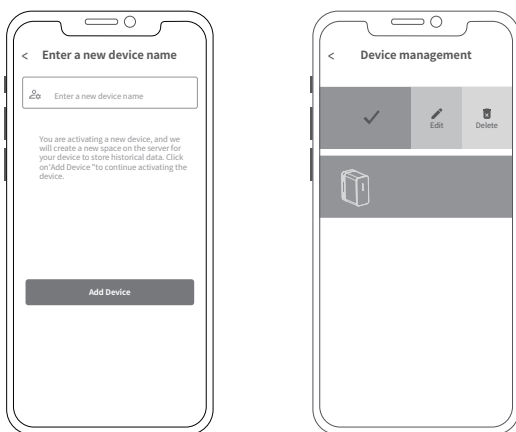 < Enter a new device name
Enter a new device name
You are activating a new device, and we
will create a new space on the server for
your device to store historical data. Click
on'Add Device "to continue activating the
device.
Add Device
< Device management
Edit
Delete